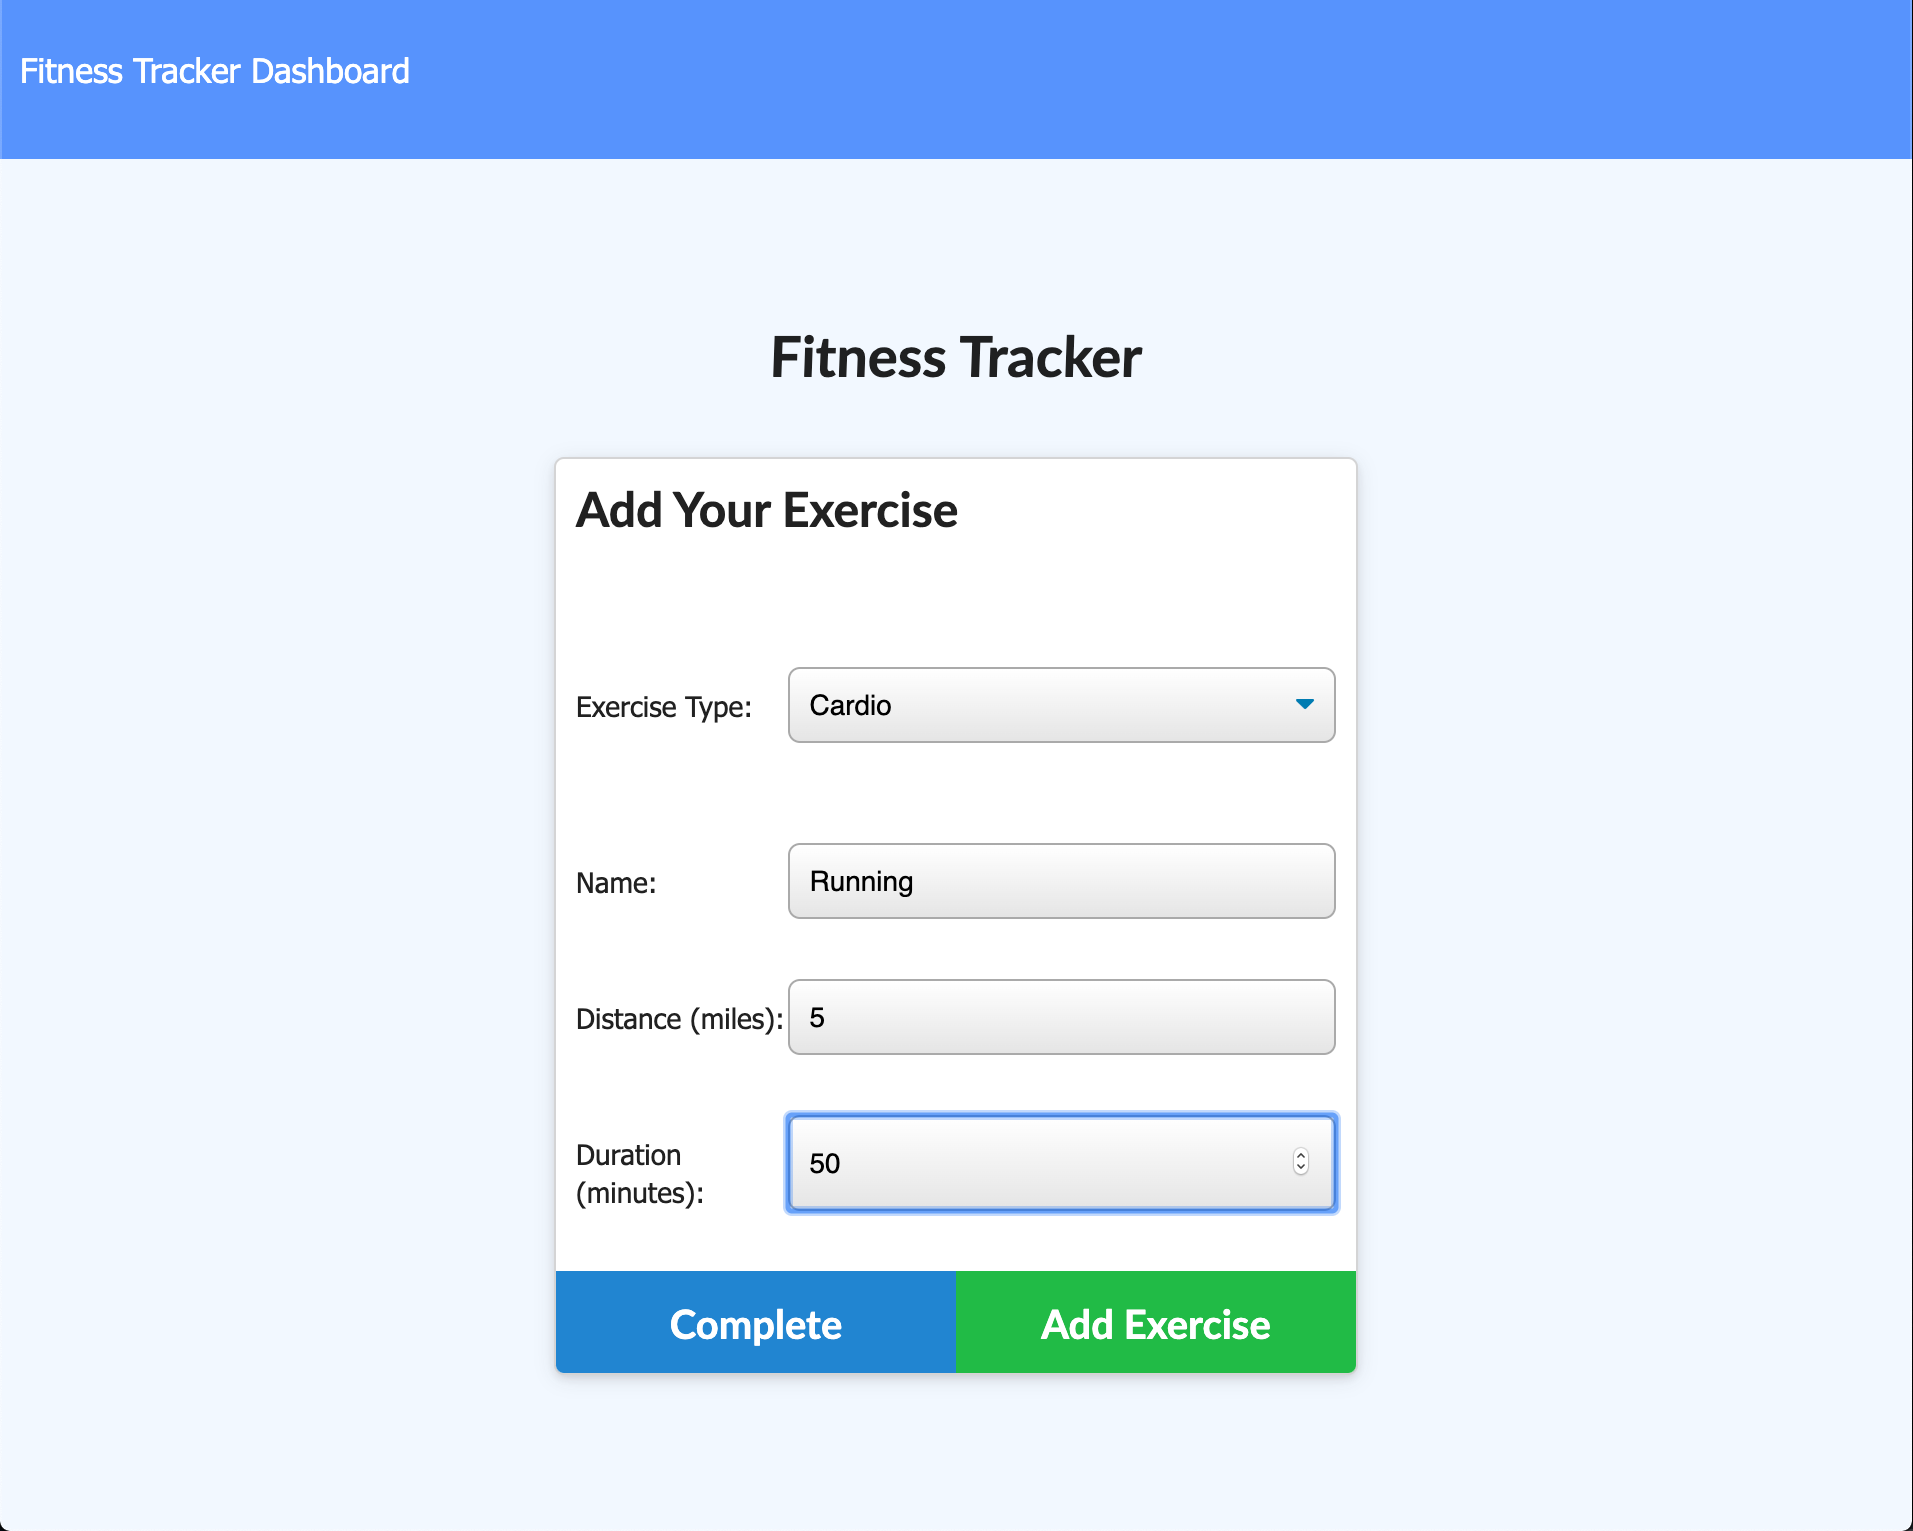 Fitness Tracker Dashboard
Fitness Tracker
Add Your Exercise
Exercise Type: Cardio
Name: Running
Distance (miles): 5
Duration
(minutes): 50
Complete Add Exercise